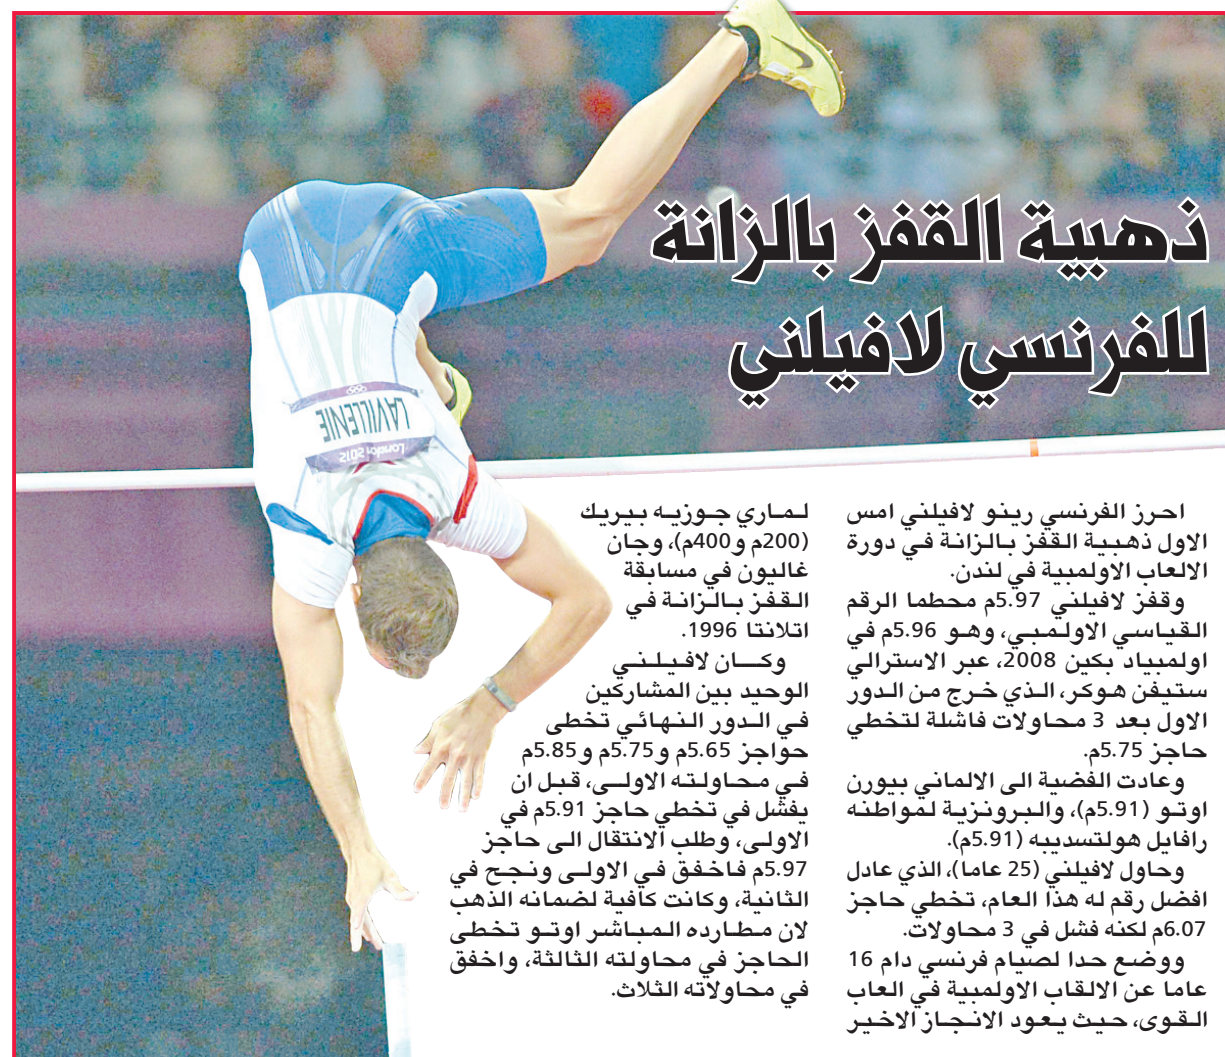 ذهبية القفز بالزانة
للفرنسي لافيلني
LAVILLENIE
London 2012
احرز الفرنسي رينو لافيلني امس
الاول ذهبية القفز بالزانة في دورة
الالعاب الاولمبية في لندن.
وقفز لافيلني 5.97م محطما الرقم
القياسي الاولمبي، وهو 5.96م في
اولمبياد بكين 2008، عبر الاسترالي
ستيفن هوكر، الذي خرج من الدور
الاول بعد 3 محاولات فاشلة لتخطي
حاجز 5.75م.
وعادت الفضية الى الالماني بيورن
اوتو (5.91م)، والبرونزية لمواطنه
رافايل هولتسديبه (5.91م).
وحاول لافيلني (25 عاما)، الذي عادل
افضل رقم له هذا العام، تخطي حاجز
6.07م لكنه فشل في 3 محاولات.
ووضع حدا لصيام فرنسي دام 16
عاما عن الالقاب الاولمبية في العاب
القوى، حيث يعود الانجاز الاخير
لماري جوزيه بيريك
(200م و400م)، وجان
غاليون في مسابقة
القفز بالزانة في
اتلانتا 1996.
وكان لافيلني
الوحيد بين المشاركين
في الدور النهائي تخطى
حواجز 5.65م و5.75م و5.85م
في محاولته الاولى، قبل ان
يفشل في تخطي حاجز 5.91م في
الاولى، وطلب الانتقال الى حاجز
5.97م فاخفق في الاولى ونجح في
الثانية، وكانت كافية لضمانه الذهب
لان مطارده المباشر اوتو تخطى
الحاجز في محاولته الثالثة، واخفق
في محاولاته الثلاث.